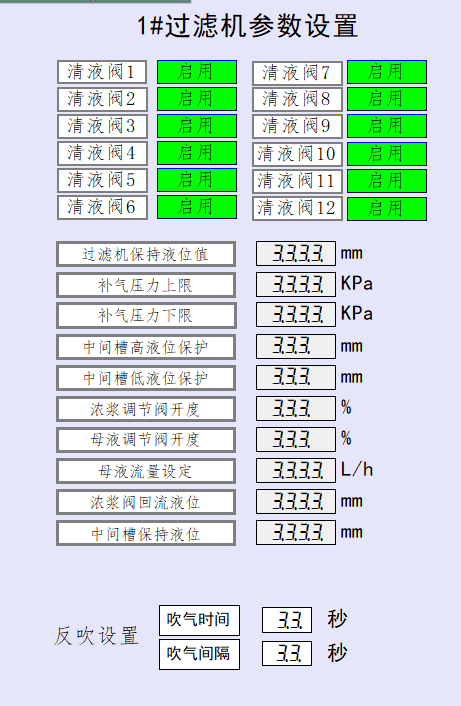 1#过滤机参数设置
清液阀1 启用 清液阀7 启用
清液阀2 启用 清液阀8 启用
清液阀3 启用 清液阀9 启用
清液阀4 启用 清液阀10 启用
清液阀5 启用 清液阀11 启用
清液阀6 启用 清液阀12 启用
过滤机保持液位值 3.3.3.3. mm
补气压力上限 3.3.3.3. KPa
补气压力下限 3.3.3.3. KPa
中间槽高液位保护 3.3.3. mm
中间槽低液位保护 3.3.3. mm
浓浆调节阀开度 3.3.3. %
母液调节阀开度 3.3.3. %
母液流量设定 3.3.3.3. L/h
浓浆阀回流液位 3.3.3.3. mm
中间槽保持液位 3.3.3.3. mm
反吹设置
吹气时间 3.3. 秒
吹气间隔 3.3. 秒